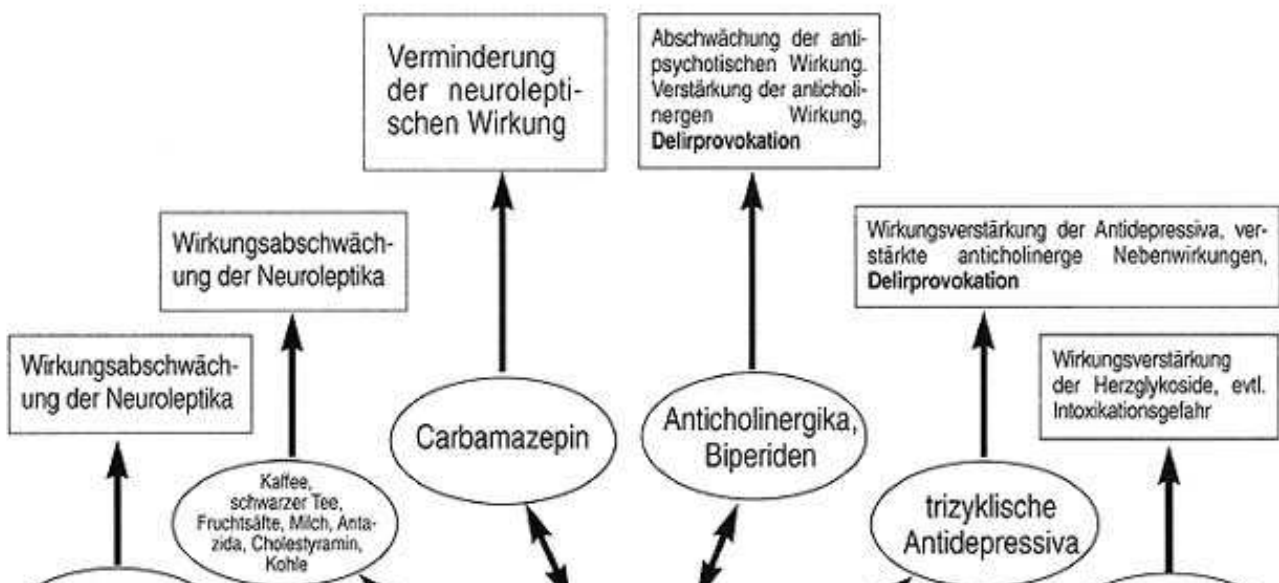 Verminderung
der neurolepti-
schen Wirkung
Abschwächung der anti-
psychotischen Wirkung.
Verstärkung der anticholi-
nergen Wirkung,
Delirprovokation
Wirkungsabschwäch-
ung der Neuroleptika
Wirkungsverstärkung der Antidepressiva, ver-
stärkte anticholinerge Nebenwirkungen,
Delirprovokation
Wirkungsabschwäch-
ung der Neuroleptika
Wirkungsverstärkung
der Herzglykoside, evtl.
Intoxikationsgefahr
Carbamazepin
Anticholinergika,
Biperiden
Kaffee,
schwarzer Tee,
Fruchtsäfte, Milch, Anta-
zida, Cholestyramin,
Kohle
trizyklische
Antidepressiva